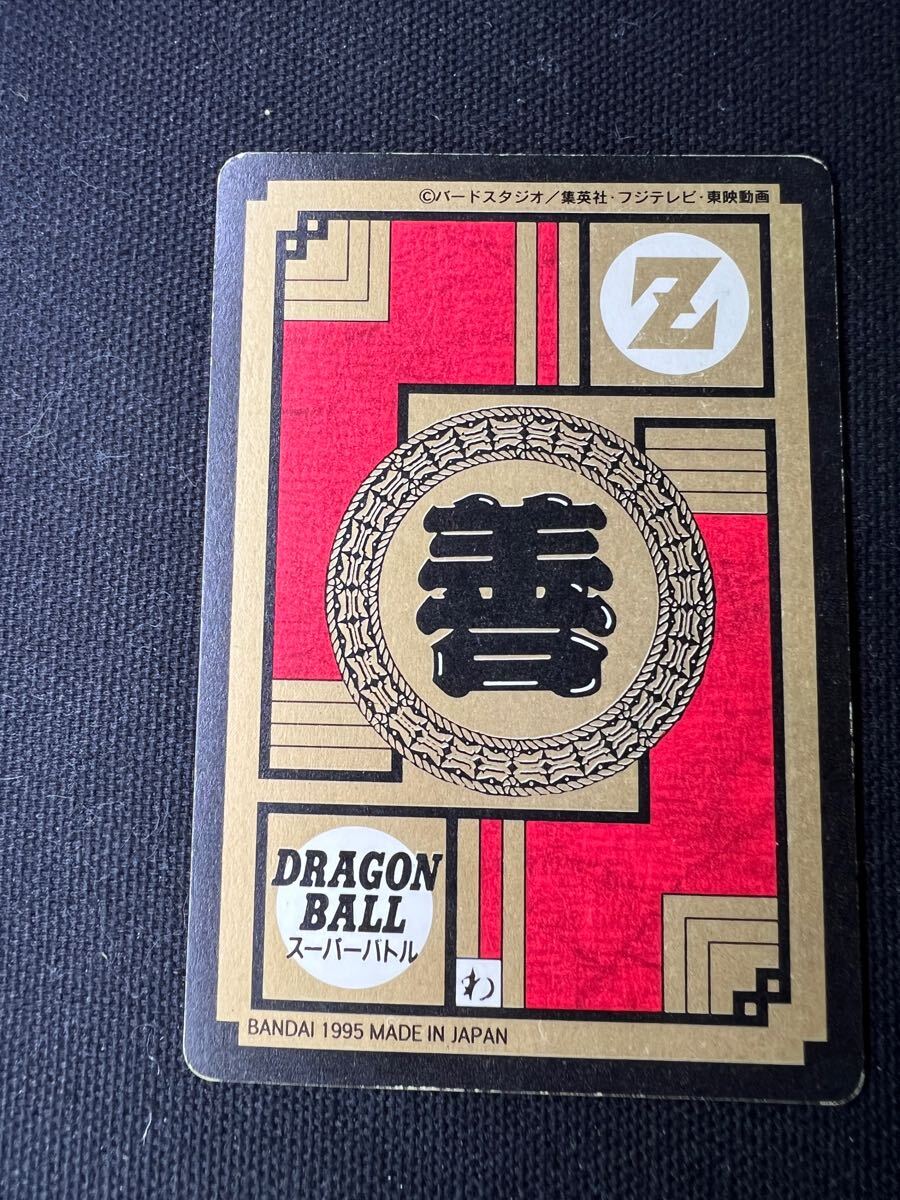 ©バードスタジオ／集英社・フジテレビ・東映動画
Z
善
DRAGON
BALL
スーパーバトル
わ
BANDAI 1995 MADE IN JAPAN